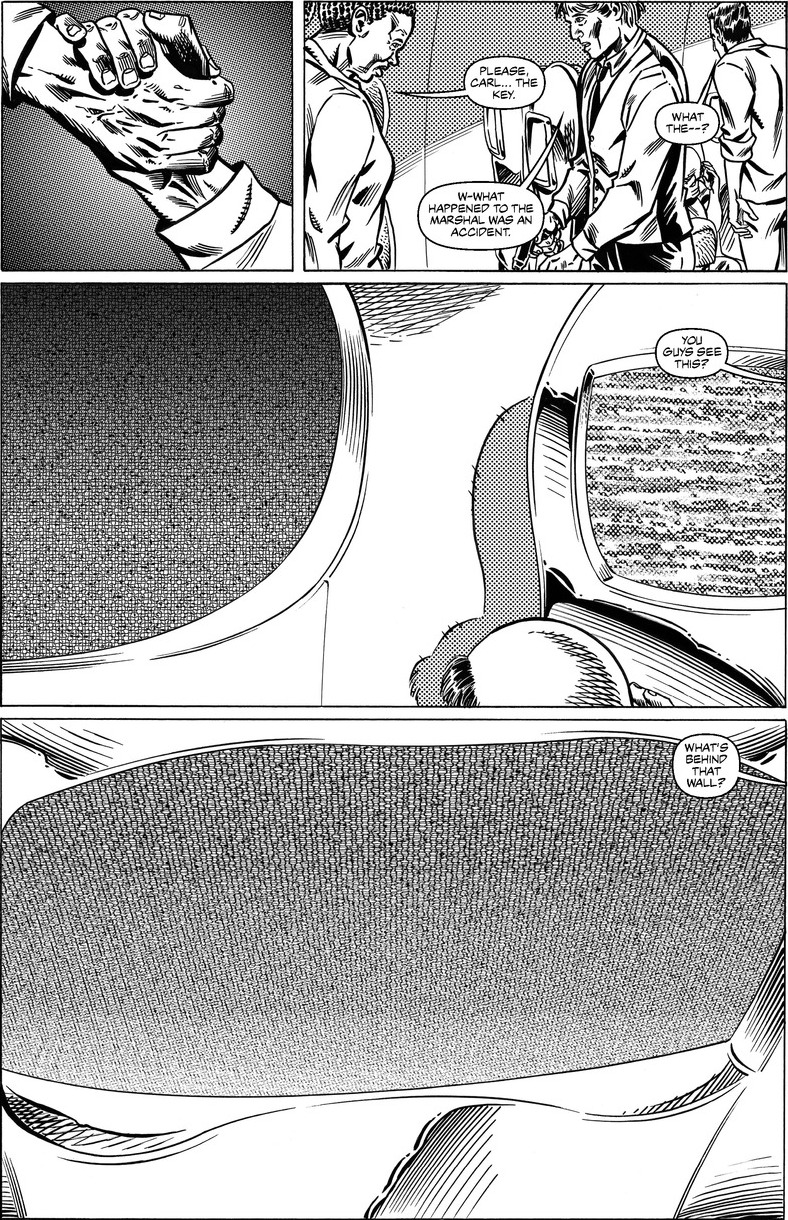 PLEASE,
CARL... THE
KEY.
W-WHAT
HAPPENED TO THE
MARSHAL WAS AN
ACCIDENT.
WHAT
THE--?
YOU
GUYS SEE
THIS?
WHAT'S
BEHIND
THAT
WALL?